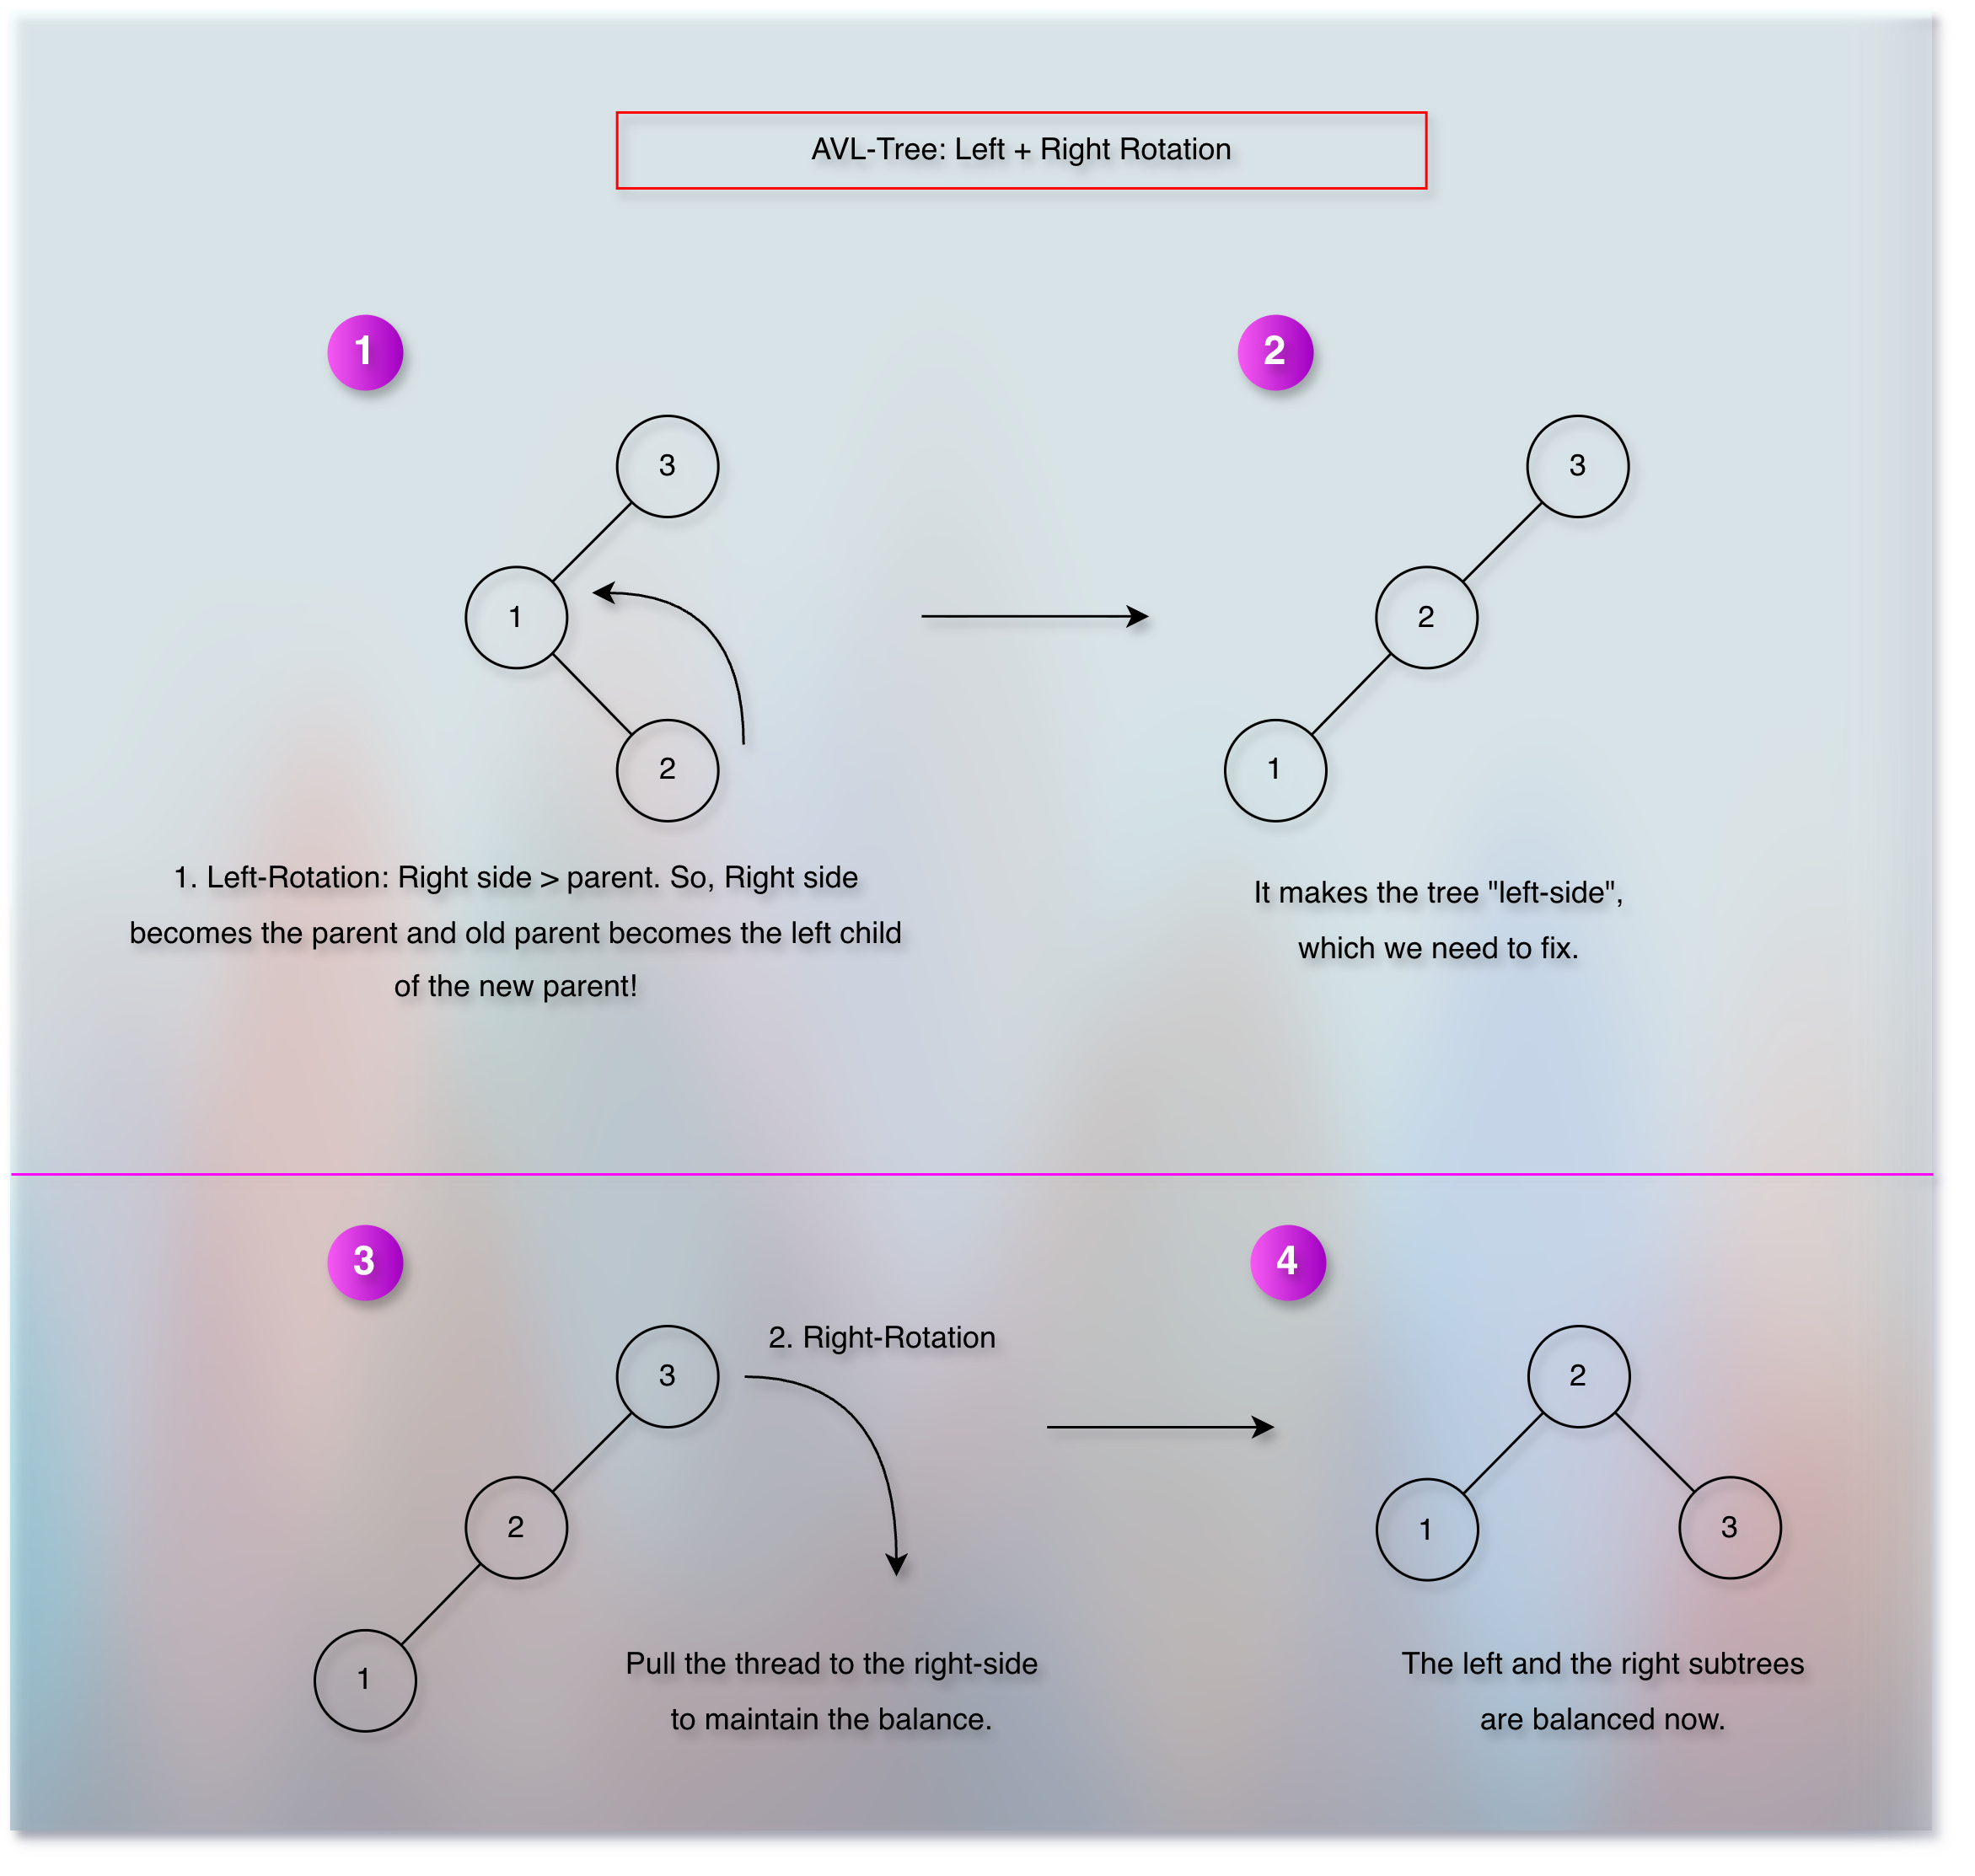 AVL-Tree: Left + Right Rotation
1
2
3
1
2
3
2
1
1. Left-Rotation: Right side > parent. So, Right side
becomes the parent and old parent becomes the left child
of the new parent!
It makes the tree "left-side",
which we need to fix.
3
4
3
2
1
2. Right-Rotation
Pull the thread to the right-side
to maintain the balance.
2
1
3
The left and the right subtrees
are balanced now.